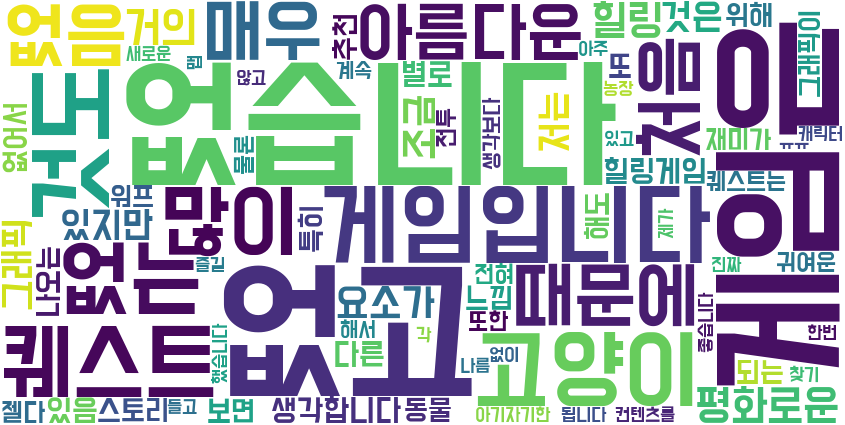 없음
거인
새로운
맵
매우
않고
추천
계속
아름다운
아주
힐링
것은
위해
그래픽이
없어서
것도
없습니다
물론
조금
별로
전투
생각보다
저는
또
농장
처음
있고
재미가
캐릭터
ㅠㅠ
게임은
힐링게임
퀘스트는
워프
있지만
많이
특히
게임입니다
해도
제가
그래픽
나오는
없는
즐길
없고
요소가
전혀
느낌
때문에
진짜
귀여운
또한
해서
다른
각
퀘스트
했습니다
나름
없이
고양이
좋습니다
한번
되는
찾기
젤다
있음
스토리
들고
보면
생각합니다
동물
아기자기한
됩니다
컨텐츠를
평화로운